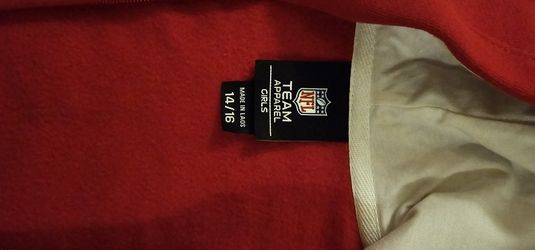 NFL
TEAM
APPAREL
GIRLS
MADE IN LAOS
14/16